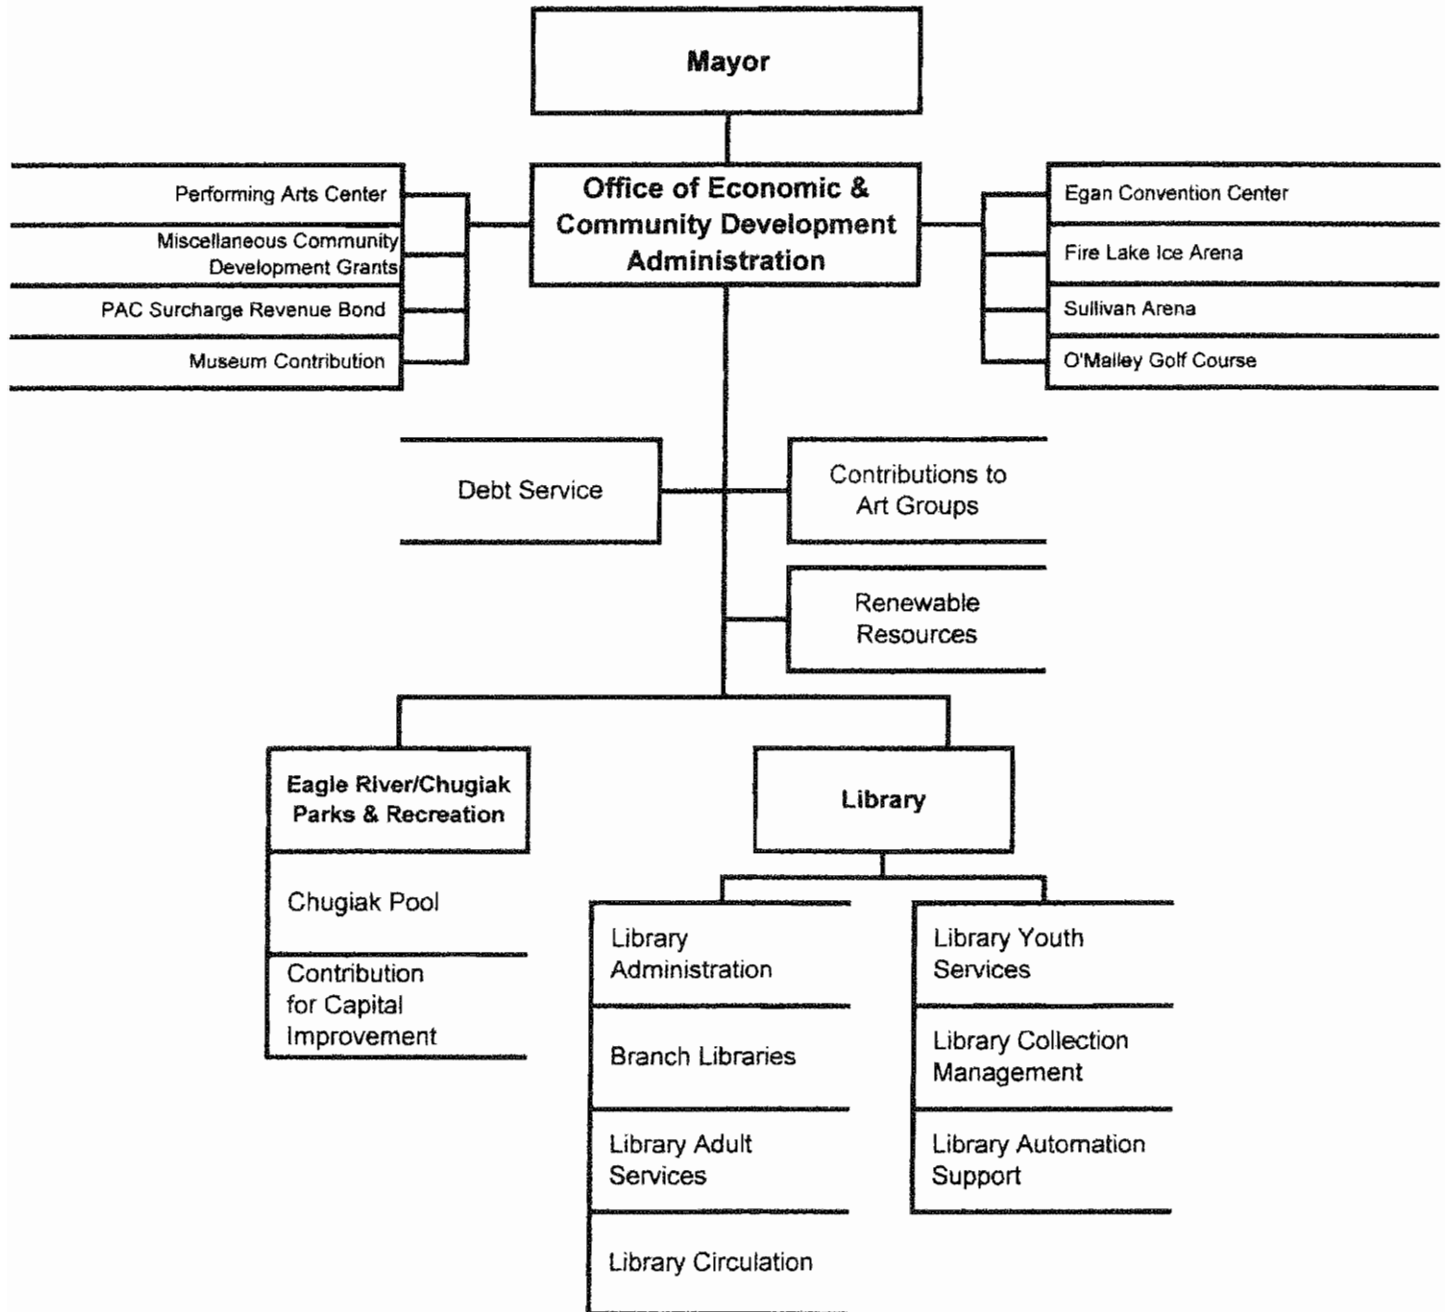 Mayor
Office of Economic &
Community Development
Administration
Performing Arts Center
Miscellaneous Community
Development Grants
PAC Surcharge Revenue Bond
Museum Contribution
Egan Convention Center
Fire Lake Ice Arena
Sullivan Arena
O'Malley Golf Course
Debt Service
Contributions to
Art Groups
Renewable
Resources
Eagle River/Chugiak
Parks & Recreation
Chugiak Pool
Contribution
for Capital
Improvement
Library
Library
Administration
Branch Libraries
Library Adult
Services
Library Circulation
Library Youth
Services
Library Collection
Management
Library Automation
Support